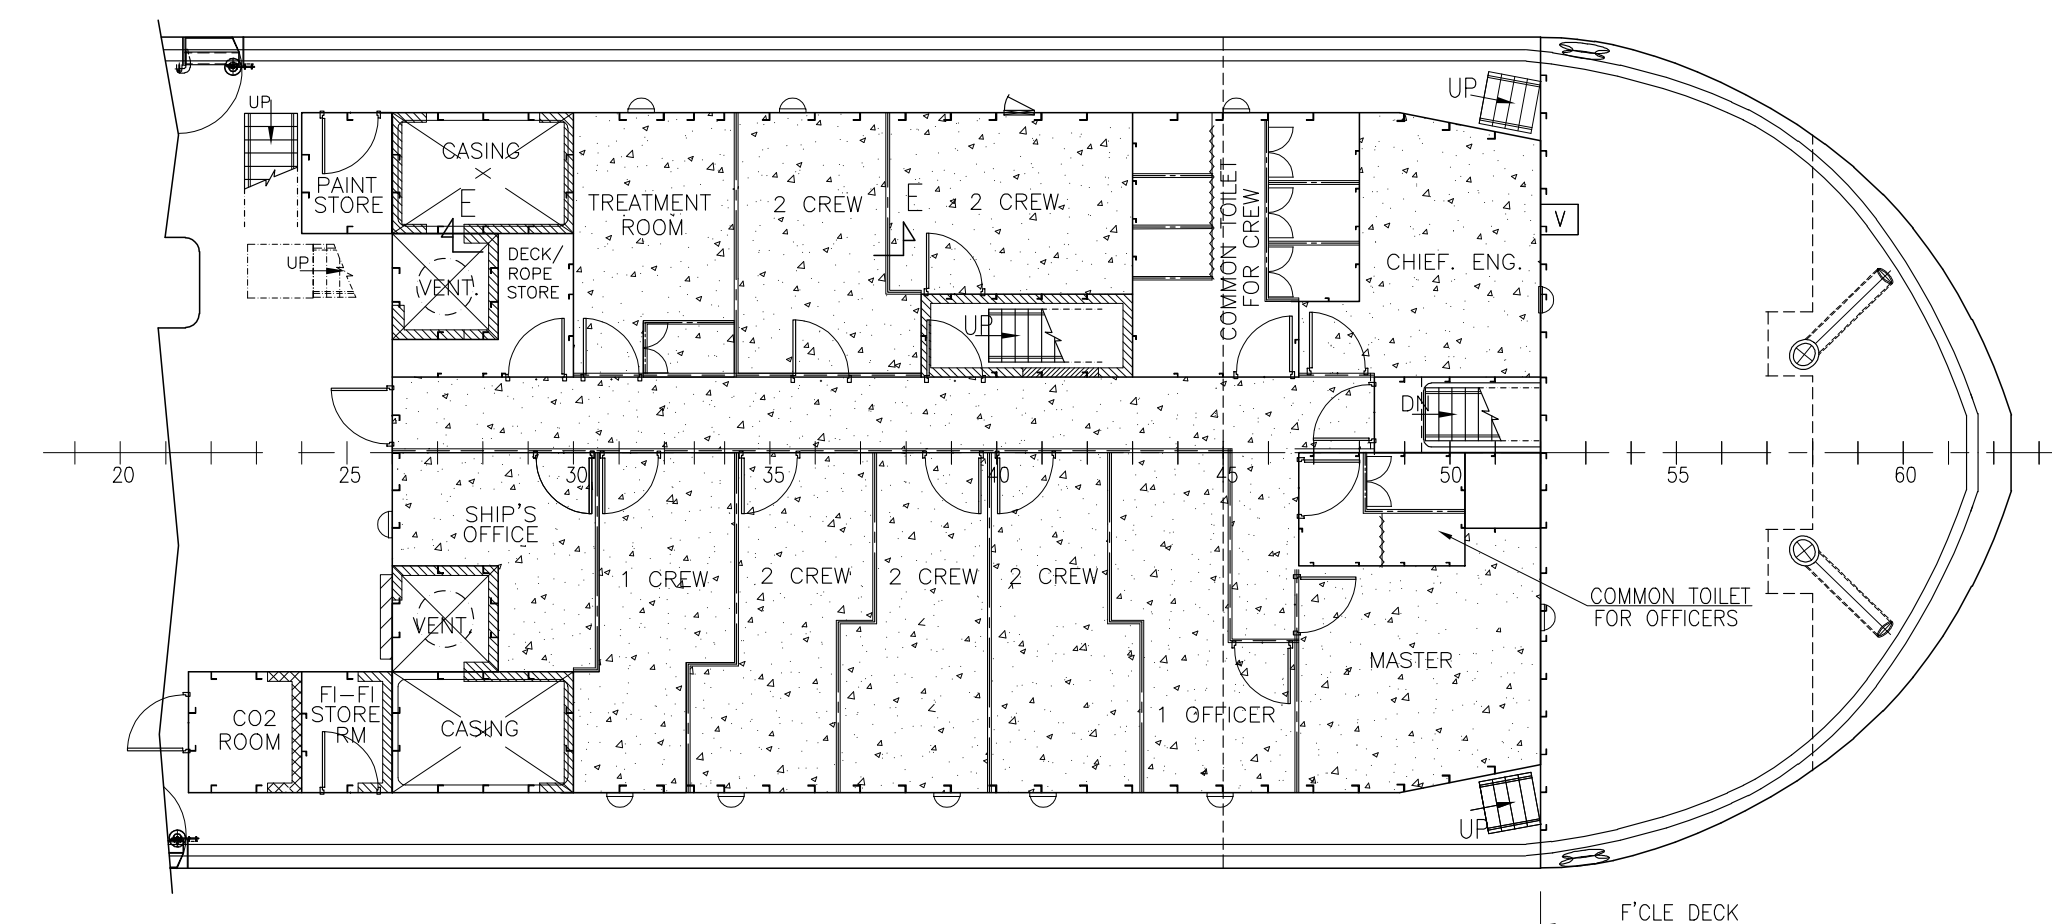 UP
UP
CASING
PAINT
STORE
E
TREATMENT
ROOM
2 CREW
E
2 CREW
COMMON TOILET
FOR CREW
CHIEF. ENG.
V
UP
VENT.
DECK/
ROPE
STORE
UP
DN
20
25
30
35
40
45
50
55
60
SHIP'S
OFFICE
1 CREW
2 CREW
2 CREW
2 CREW
COMMON TOILET
FOR OFFICERS
VENT.
MASTER
CO2
ROOM
FI-FI
STORE
RM
CASING
1 OFFICER
UP
F'CLE DECK